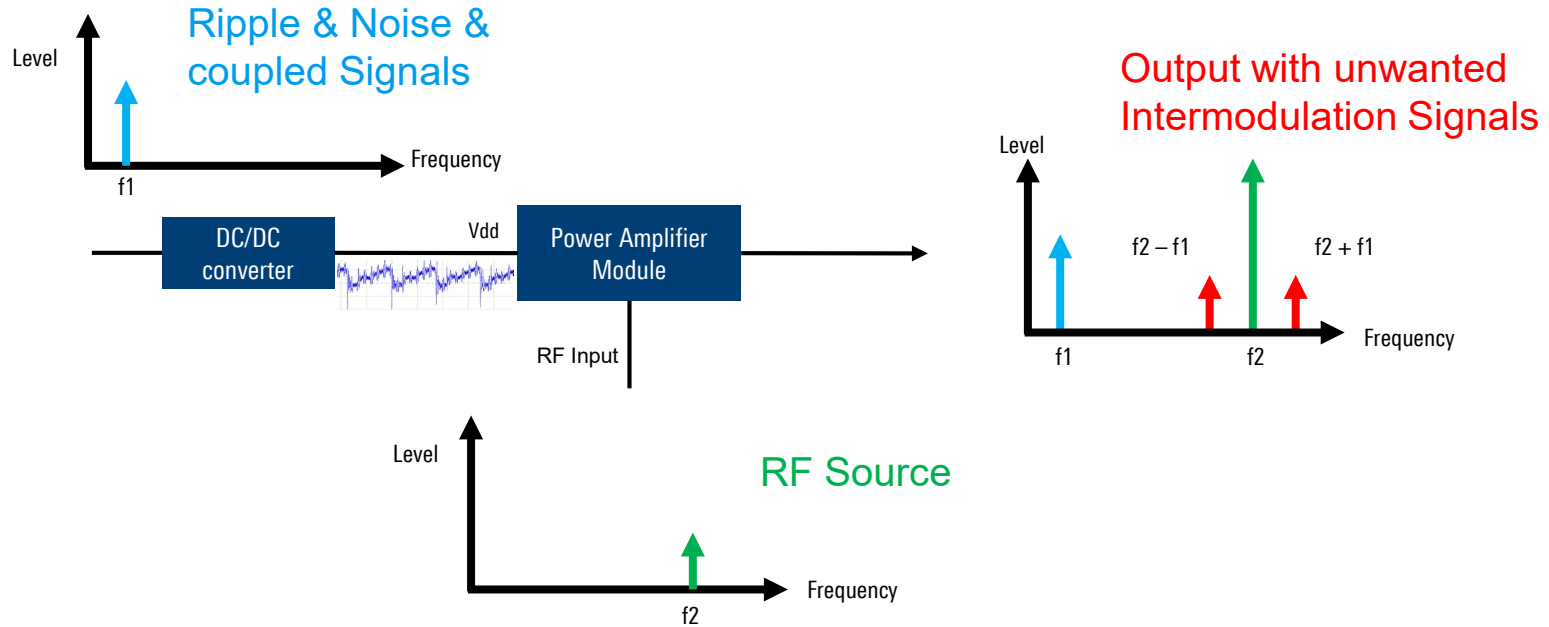 Ripple & Noise &
coupled Signals
Level
Frequency
f1
Output with unwanted
Intermodulation Signals
Level
f2 – f1
f2 + f1
Frequency
f1
f2
DC/DC
converter
Vdd
Power Amplifier
Module
RF Input
Level
RF Source
Frequency
f2